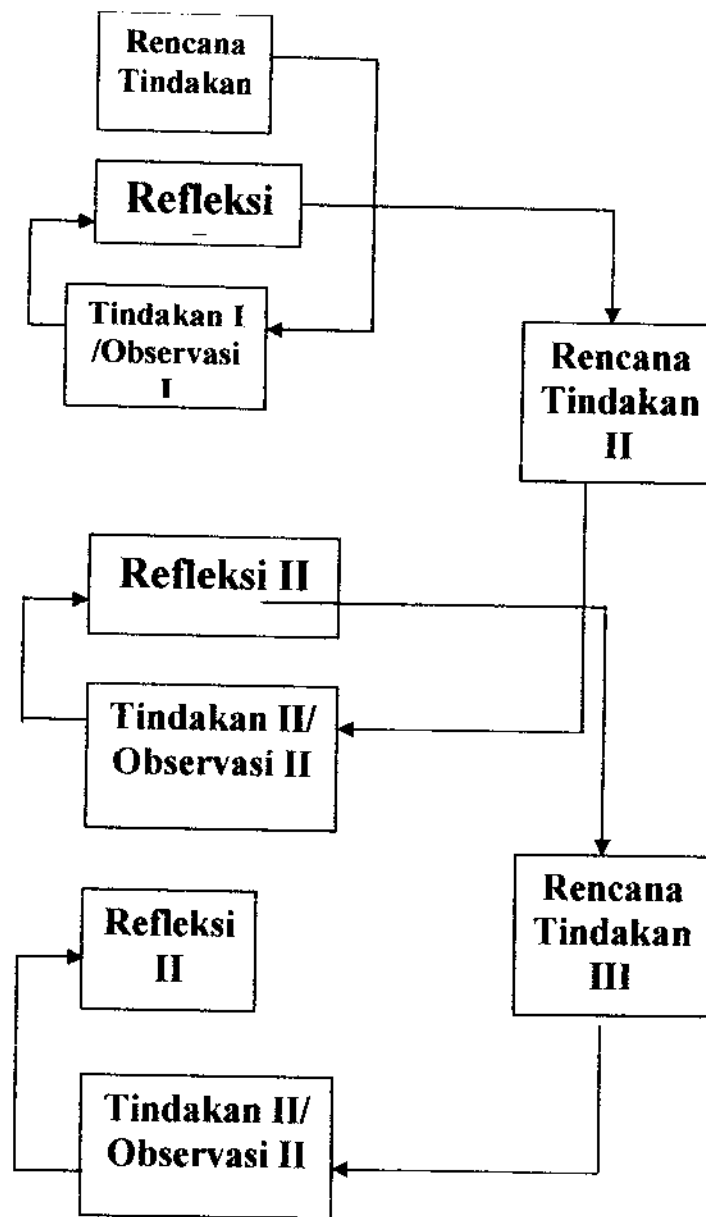 Rencana
Tindakan
Refleksi
Tindakan I
/Observasi
I
Rencana
Tindakan
II
Refleksi II
Tindakan II/
Observasi II
Rencana
Tindakan
III
Refleksi
II
Tindakan II/
Observasi II